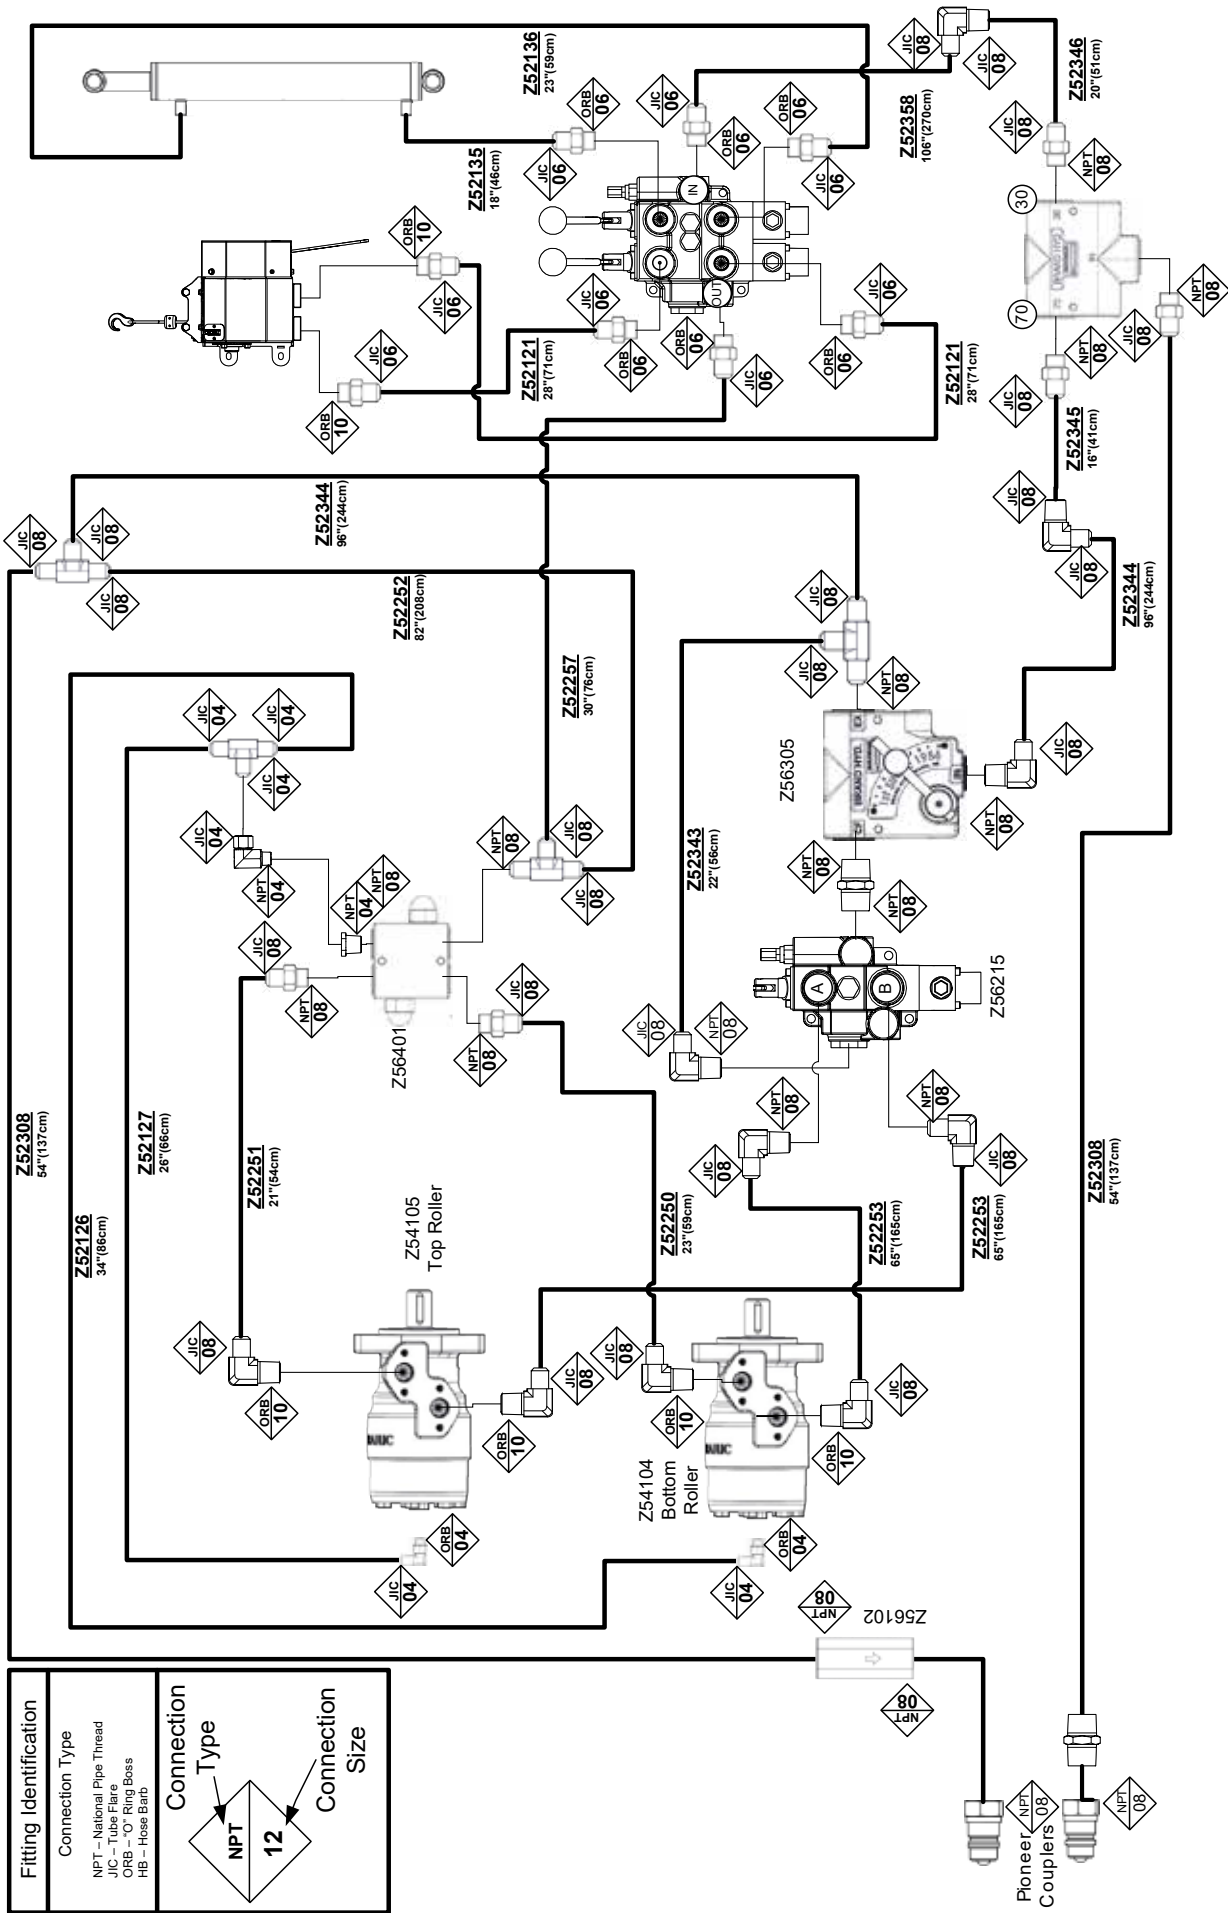 Fitting Identification
Connection Type
NPT – National Pipe Thread
JIC – Tube Flare
ORB – "O" Ring Boss
HB – Hose Barb
Connection
Type
NPT
12
Connection
Size
Z52308
54"(137cm)
Z52126
34"(86cm)
Z52127
26"(66cm)
Z52251
21"(54cm)
Z54105
Top Roller
Z54104
Bottom
Roller
Z52250
23"(59cm)
Z52253
65"(165cm)
Z52253
65"(165cm)
Z52308
54"(137cm)
Z56102
NPT
08
NPT
08
Pioneer
Couplers
NPT
08
NPT
08
JIC
04
ORB
04
JIC
04
ORB
04
JIC
08
ORB
10
ORB
10
JIC
08
JIC
08
ORB
10
ORB
10
JIC
08
JIC
08
NPT
08
JIC
08
NPT
08
Z56215
A
B
JIC
08
NPT
08
NPT
08
NPT
08
Z56401
NPT
08
JIC
08
NPT
08
JIC
08
NPT
04
NPT
08
NPT
04
JIC
04
JIC
04
JIC
04
JIC
04
NPT
08
JIC
08
JIC
08
Z52343
22"(56cm)
Z56305
NPT
08
JIC
08
JIC
08
NPT
08
JIC
08
Z52257
30"(76cm)
Z52252
82"(208cm)
Z52344
96"(244cm)
JIC
08
JIC
08
JIC
08
Z52344
96"(244cm)
JIC
08
JIC
08
Z52345
16"(41cm)
JIC
08
NPT
08
70
30
JIC
08
NPT
08
NPT
08
JIC
08
Z52346
20"(51cm)
JIC
08
JIC
08
Z52358
106"(270cm)
Z52121
28"(71cm)
Z52121
28"(71cm)
ORB
10
JIC
06
ORB
10
JIC
06
JIC
06
ORB
06
ORB
06
JIC
06
ORB
06
JIC
06
OUT
IN
Z52135
18"(46cm)
Z52136
23"(59cm)
JIC
06
ORB
06
JIC
06
ORB
06
ORB
06
JIC
06